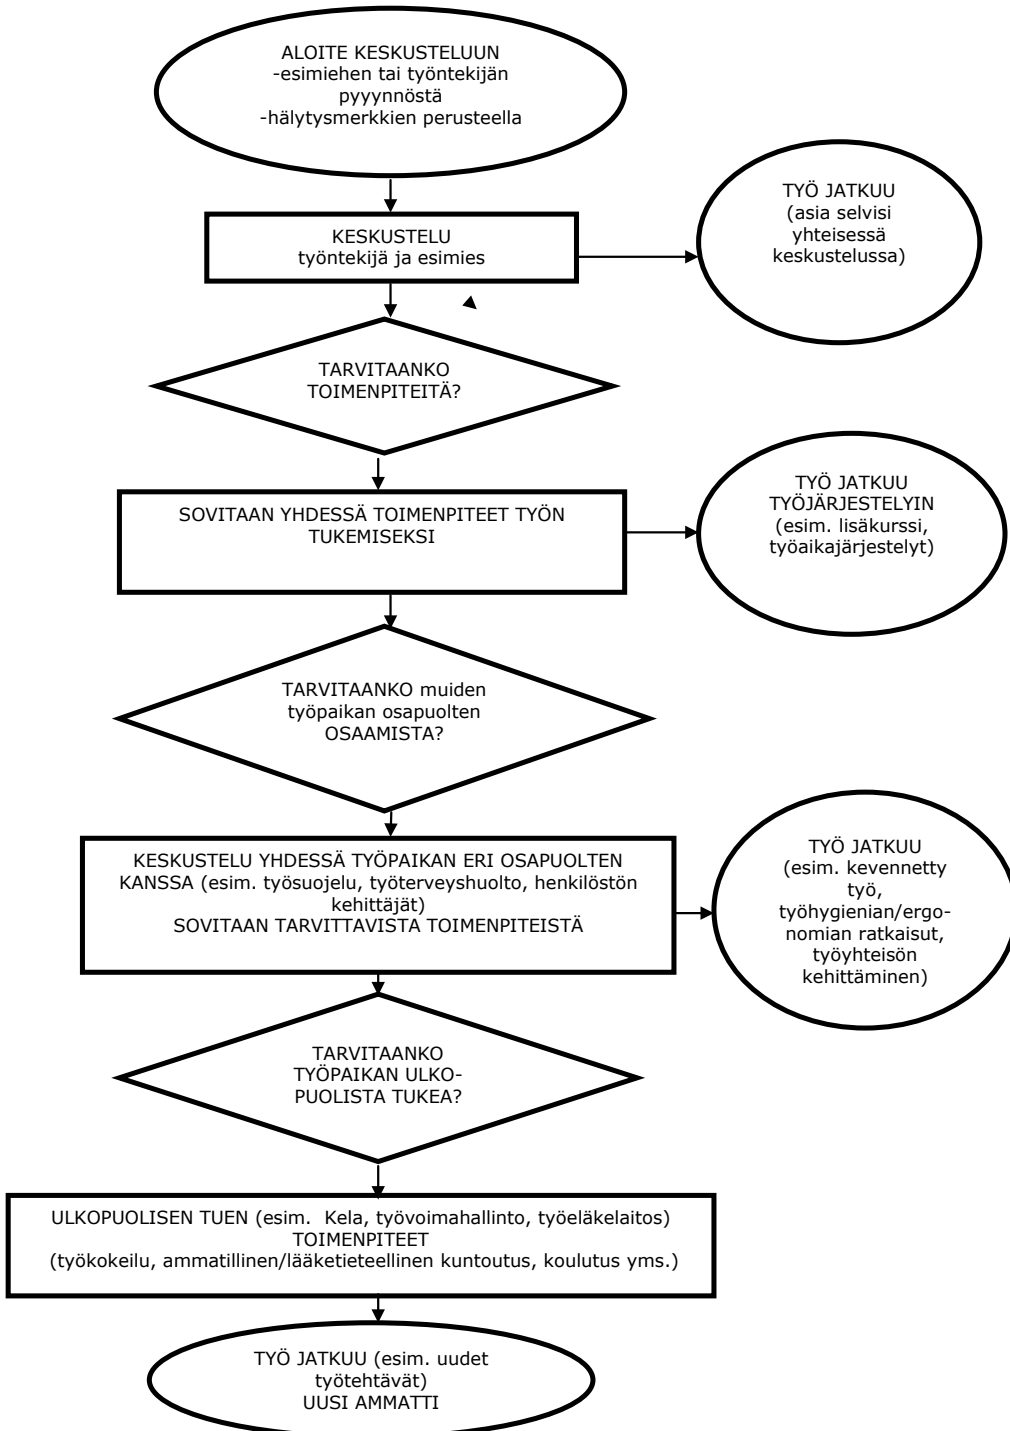 ALOITE KESKUSTELUUN
-esimiehen tai työntekijän
pyyynnöstä
-hälytysmerkkien perusteella
TYÖ JATKUU
(asia selvisi
yhteisessä
keskustelussa)
KESKUSTELU
työntekijä ja esimies
TARVITAANKO
TOIMENPITEITÄ?
TYÖ JATKUU
TYÖJÄRJESTELYIN
(esim. lisäkurssi,
työaikajärjestelyt)
SOVITAAN YHDESSÄ TOIMENPITEET TYÖN
TUKEMISEKSI
TARVITAANKO muiden
työpaikan osapuolten
OSAAMISTA?
KESKUSTELU YHDESSÄ TYÖPAIKAN ERI OSAPUOLTEN
KANSSA (esim. työsuojelu, työterveyshuolto, henkilöstön
kehittäjät)
SOVITAAN TARVITTAVISTA TOIMENPITEISTÄ
TYÖ JATKUU
(esim. kevennetty
työ,
työhygienian/ergo-
nomian ratkaisut,
työyhteisön
kehittäminen)
TARVITAANKO
TYÖPAIKAN ULKO-
PUOLISTA TUKEA?
ULKOPUOLISEN TUEN (esim. Kela, työvoimahallinto, työeläkelaitos)
TOIMENPITEET
(työkokeilu, ammatillinen/lääketieteellinen kuntoutus, koulutus yms.)
TYÖ JATKUU (esim. uudet
työtehtävät)
UUSI AMMATTI